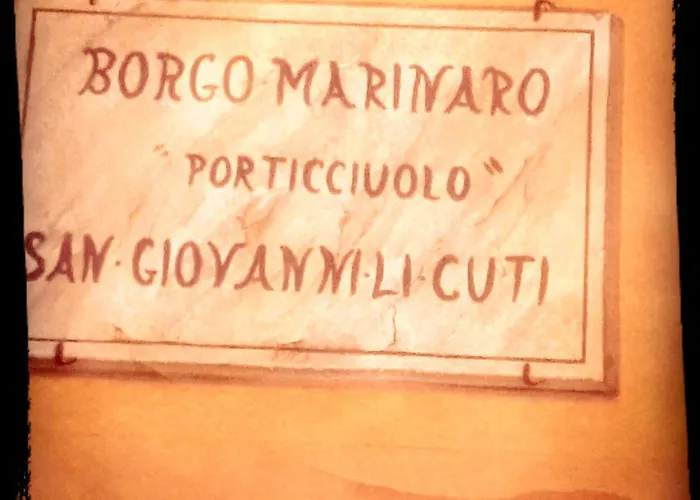 BORGO MARINARO
"PORTICCIUOLO"
SAN·GIOVANNI·LI·CUTI